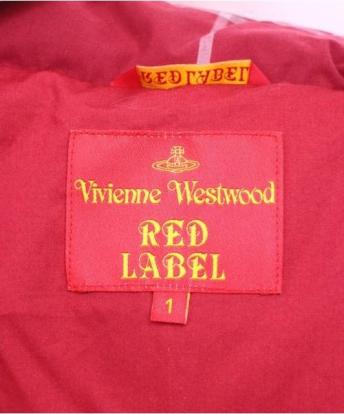 RED LABEL
Vivienne Westwood
RED
LABEL
1